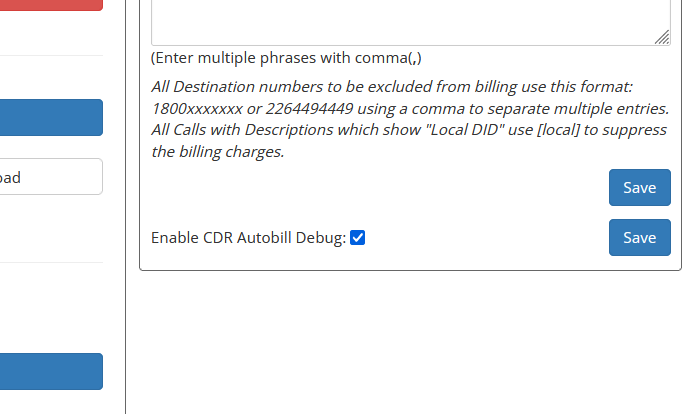 (Enter multiple phrases with comma(,)
All Destination numbers to be excluded from billing use this format:
1800xxxxxxx or 2264494449 using a comma to separate multiple entries.
All Calls with Descriptions which show "Local DID" use [local] to suppress
the billing charges.
oad
Save
Enable CDR Autobill Debug:
Save